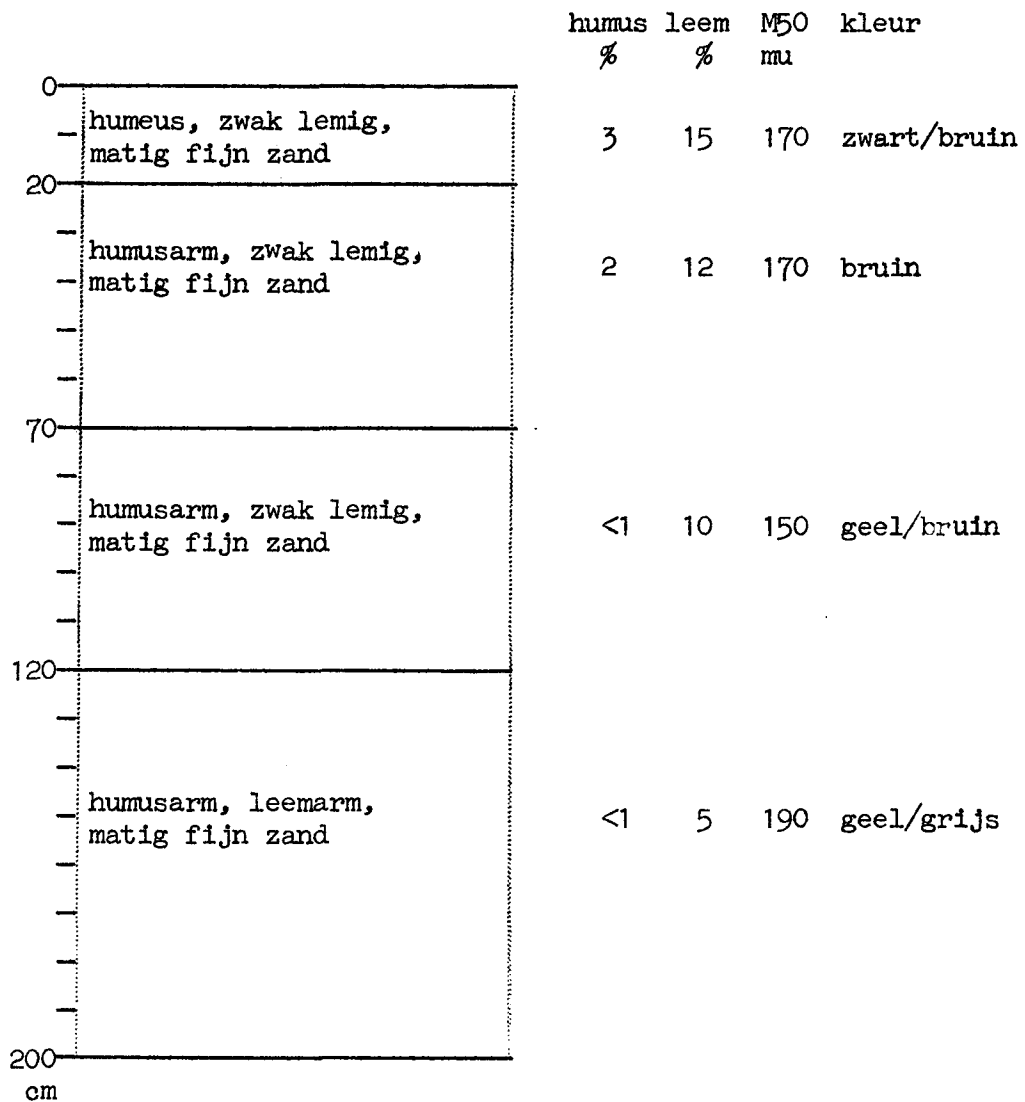 humus leem M50 kleur
% % mu
0
humeus, zwak lemig,
matig fijn zand
3 15 170 zwart/bruin
20
humusarm, zwak lemig,
matig fijn zand
2 12 170 bruin
70
humusarm, zwak lemig,
matig fijn zand
<1 10 150 geel/bruin
120
humusarm, leemarm,
matig fijn zand
<1 5 190 geel/grijs
200
cm